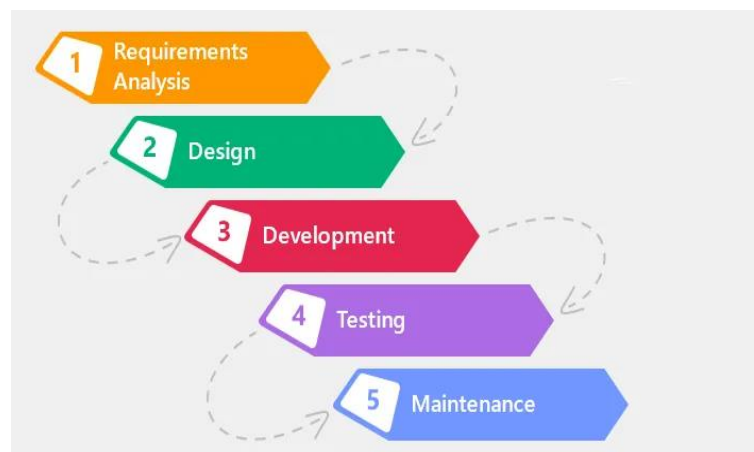 1 Requirements
Analysis
2 Design
3 Development
4 Testing
5 Maintenance